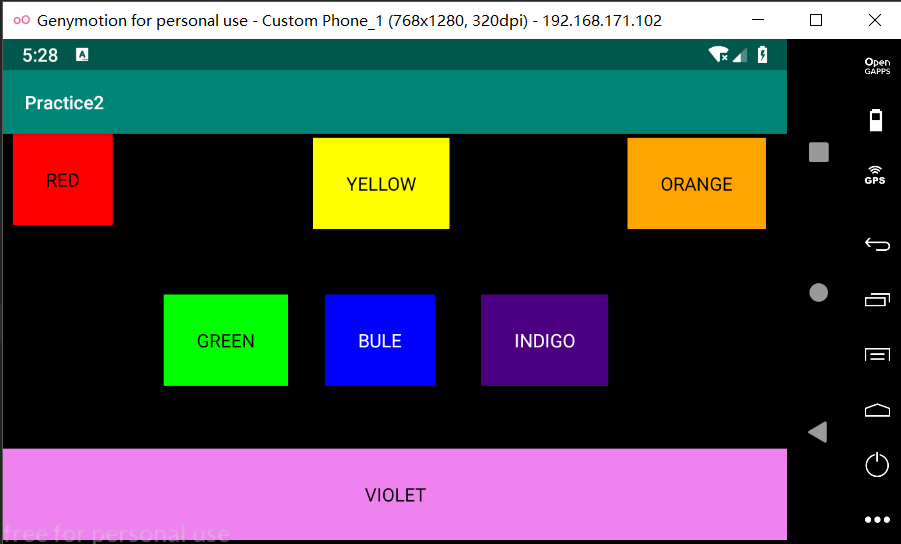 Genymotion for personal use - Custom Phone_1 (768x1280, 320dpi) - 192.168.171.102
5:28 A
Open
GAPPS
Practice2
GPS
RED
YELLOW
ORANGE
GREEN
BULE
INDIGO
VIOLET
free for personal use